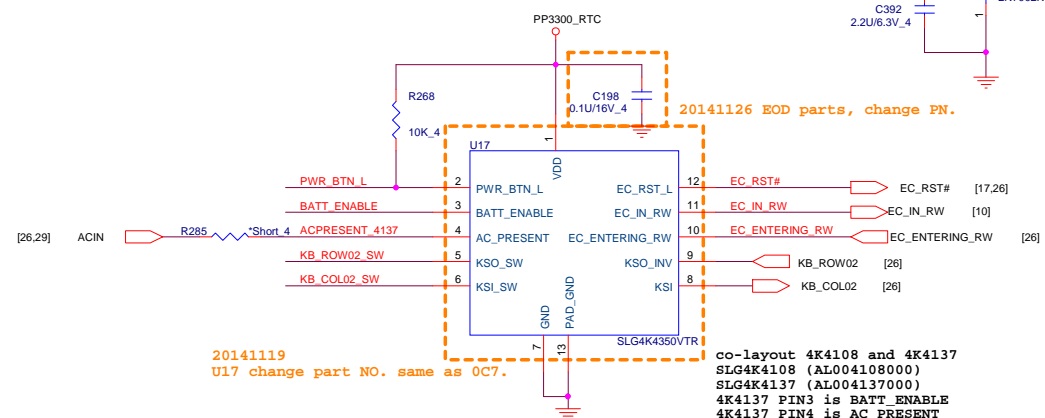 C392
2.2U/6.3V_4
1
PP3300_RTC
R268
10K_4
C198
0.1U/16V_4
20141126 EOD parts, change PN.
U17
1
VDD
PWR_BTN_L
2
PWR_BTN_L
EC_RST_L
12
EC_RST#
EC_RST#
[17,26]
BATT_ENABLE
3
BATT_ENABLE
EC_IN_RW
11
EC_IN_RW
EC_IN_RW
[10]
[26,29]
ACIN
R285
*Short_4
ACPRESENT_4137
4
AC_PRESENT
EC_ENTERING_RW
10
EC_ENTERING_RW
EC_ENTERING_RW
[26]
KB_ROW02_SW
5
KSO_SW
KSO_INV
9
KB_ROW02
[26]
KB_COL02_SW
6
KSI_SW
KSI
8
KB_COL02
[26]
GND
PAD_GND
7
13
SLG4K4350VTR
20141119
U17 change part NO. same as 0C7.
co-layout 4K4108 and 4K4137
SLG4K4108 (AL004108000)
SLG4K4137 (AL004137000)
4K4137 PIN3 is BATT_ENABLE
4K4137 PIN4 is AC PRESENT